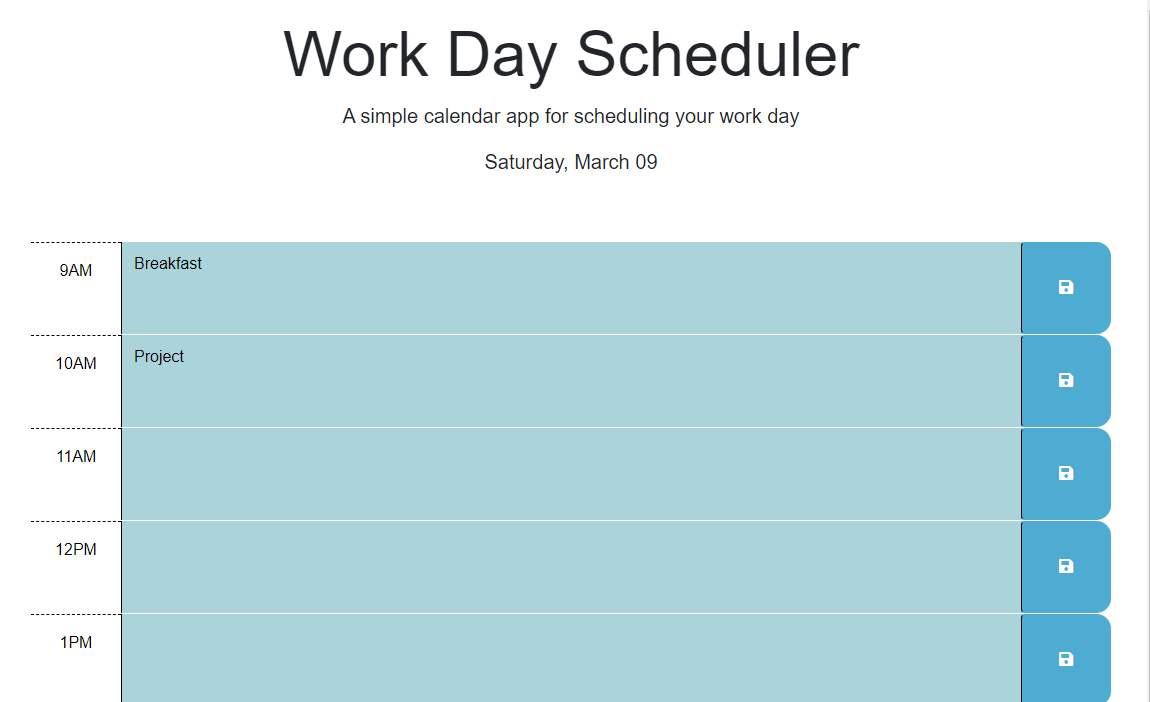 Work Day Scheduler
A simple calendar app for scheduling your work day
Saturday, March 09
9AM
Breakfast
10AM
Project
11AM
12PM
1PM